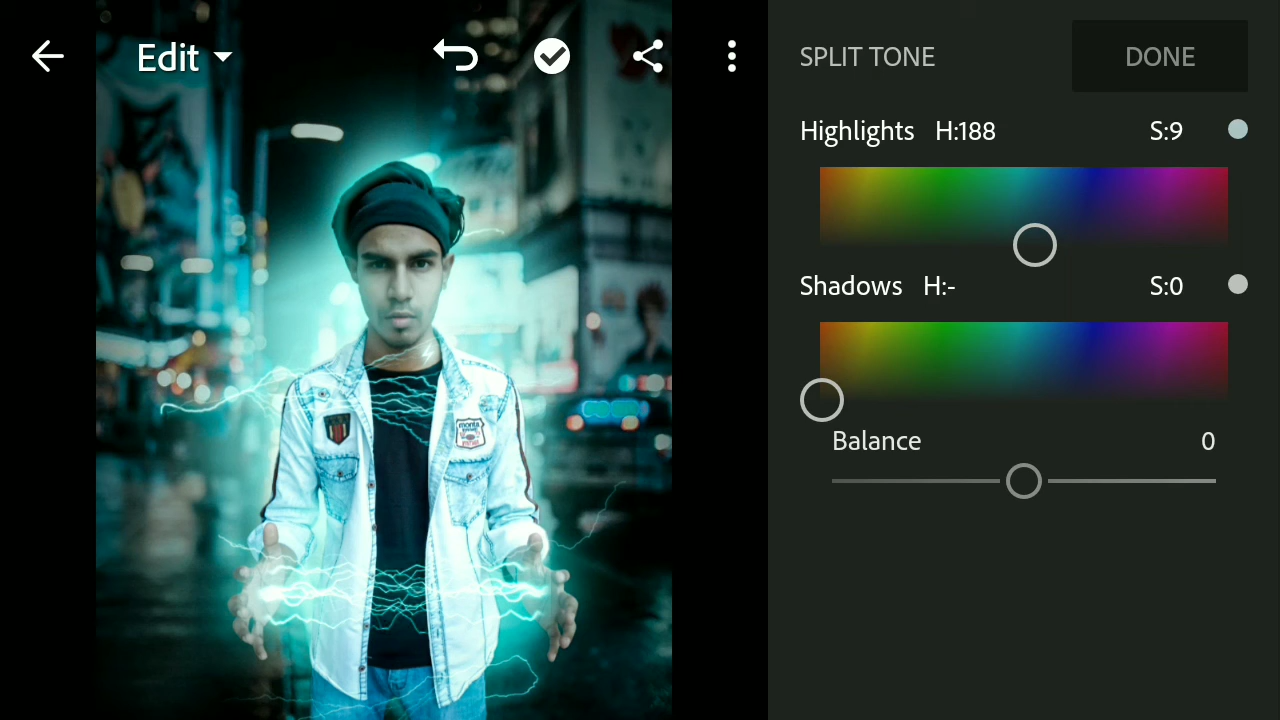 Edit
SPLIT TONE
DONE
Highlights H:188 S:9
Shadows H:- S:0
Balance 0